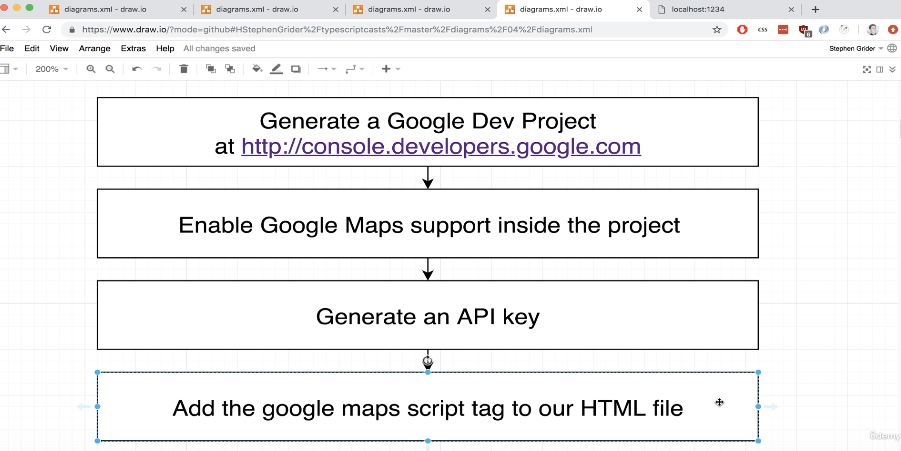 diagrams.xml - draw.io
diagrams.xml - draw.io
diagrams.xml - draw.io
diagrams.xml - draw.io
localhost:1234
https://www.draw.io/?mode=github#HStephenGrider%2Ftypescriptcasts%2Fmaster%2Fdiagrams%2F04%2Fdiagrams.xml
CSS
File Edit View Arrange Extras Help All changes saved
Stephen Grider
200%
Generate a Google Dev Project
at http://console.developers.google.com
Enable Google Maps support inside the project
Generate an API key
Add the google maps script tag to our HTML file
ûdemy